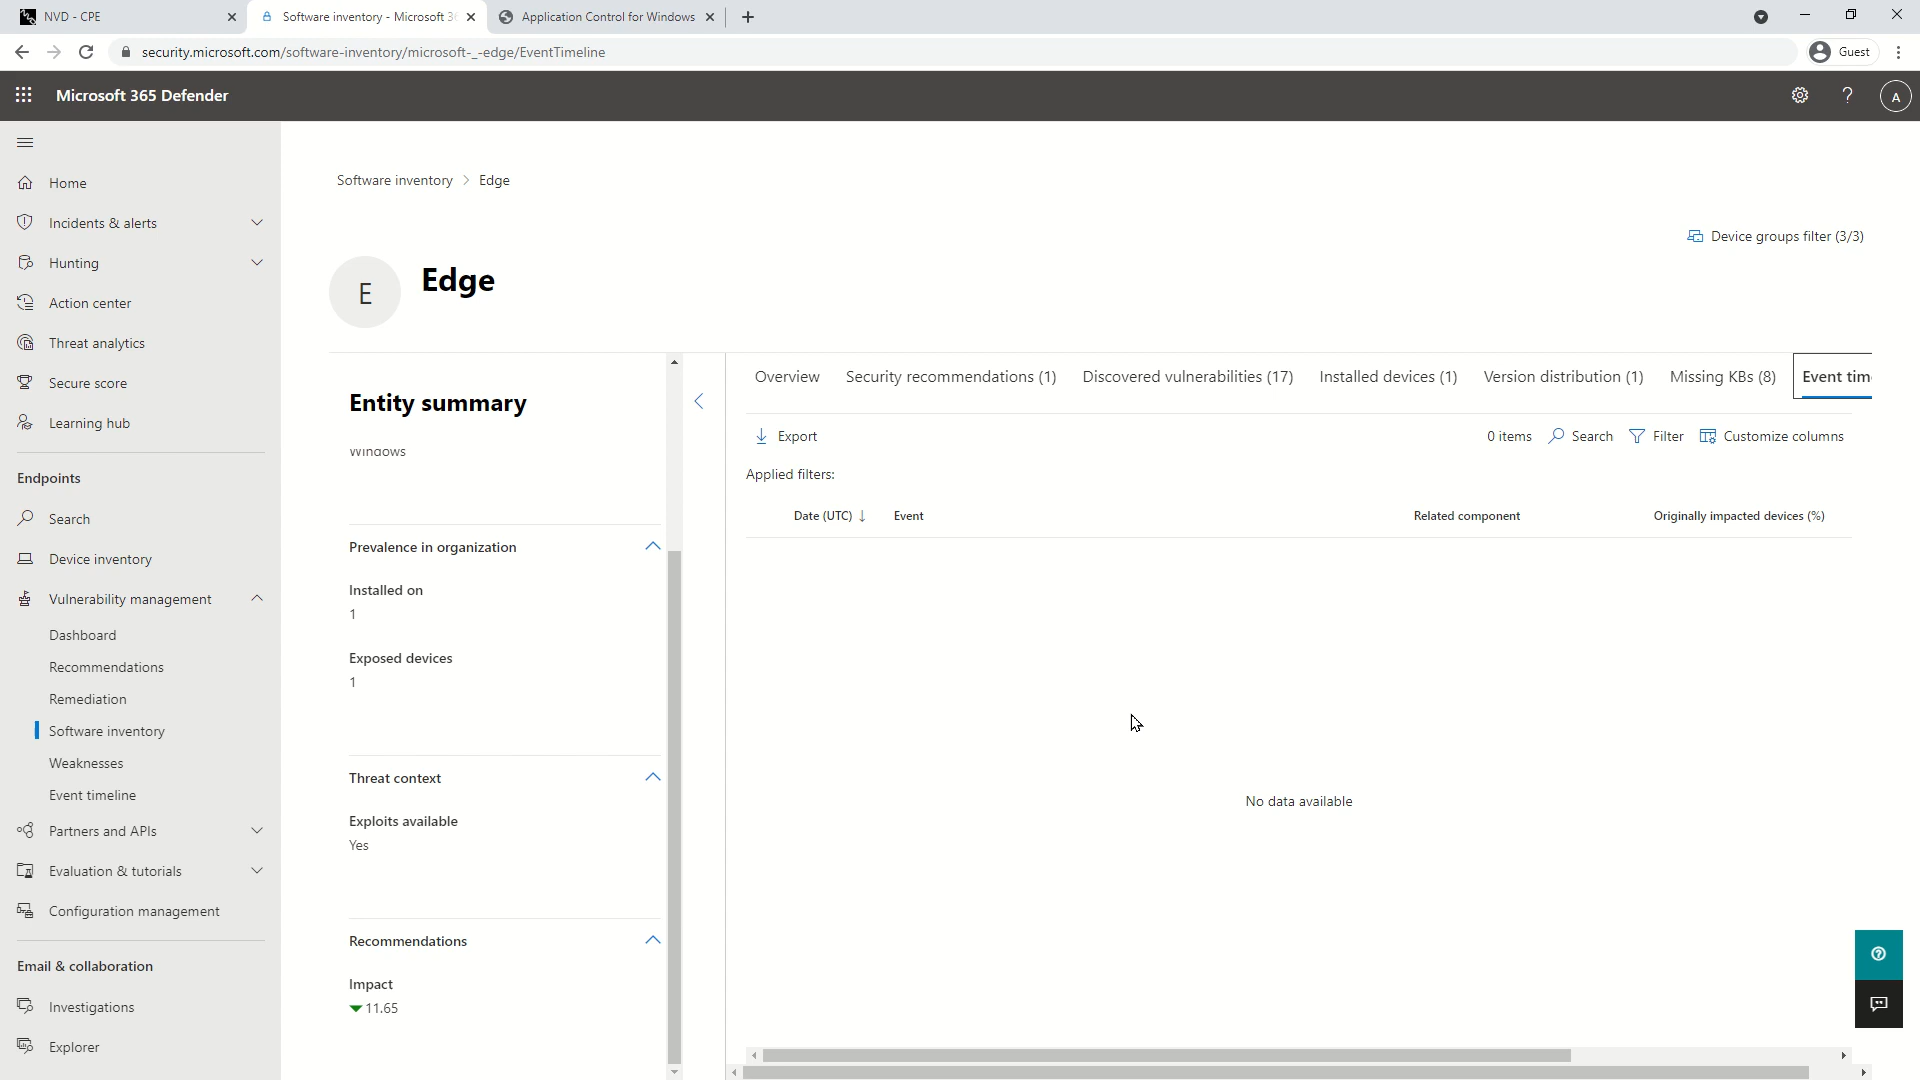 NVD - CPE
Software inventory - Microsoft 36
Application Control for Windows
security.microsoft.com/software-inventory/microsoft-_-edge/EventTimeline
Guest
Microsoft 365 Defender
A
Home
Incidents & alerts
Hunting
Action center
Threat analytics
Secure score
Learning hub
Endpoints
Search
Device inventory
Vulnerability management
Dashboard
Recommendations
Remediation
Software inventory
Weaknesses
Event timeline
Partners and APIs
Evaluation & tutorials
Configuration management
Email & collaboration
Investigations
Explorer
Software inventory > Edge
Device groups filter (3/3)
E
Edge
Entity summary
Windows
Prevalence in organization
Installed on
1
Exposed devices
1
Threat context
Exploits available
Yes
Recommendations
Impact
11.65
Overview Security recommendations (1) Discovered vulnerabilities (17) Installed devices (1) Version distribution (1) Missing KBs (8) Event tim
Export 0 items Search Filter Customize columns
Applied filters:
Date (UTC) ↓ Event Related component Originally impacted devices (%)
No data available